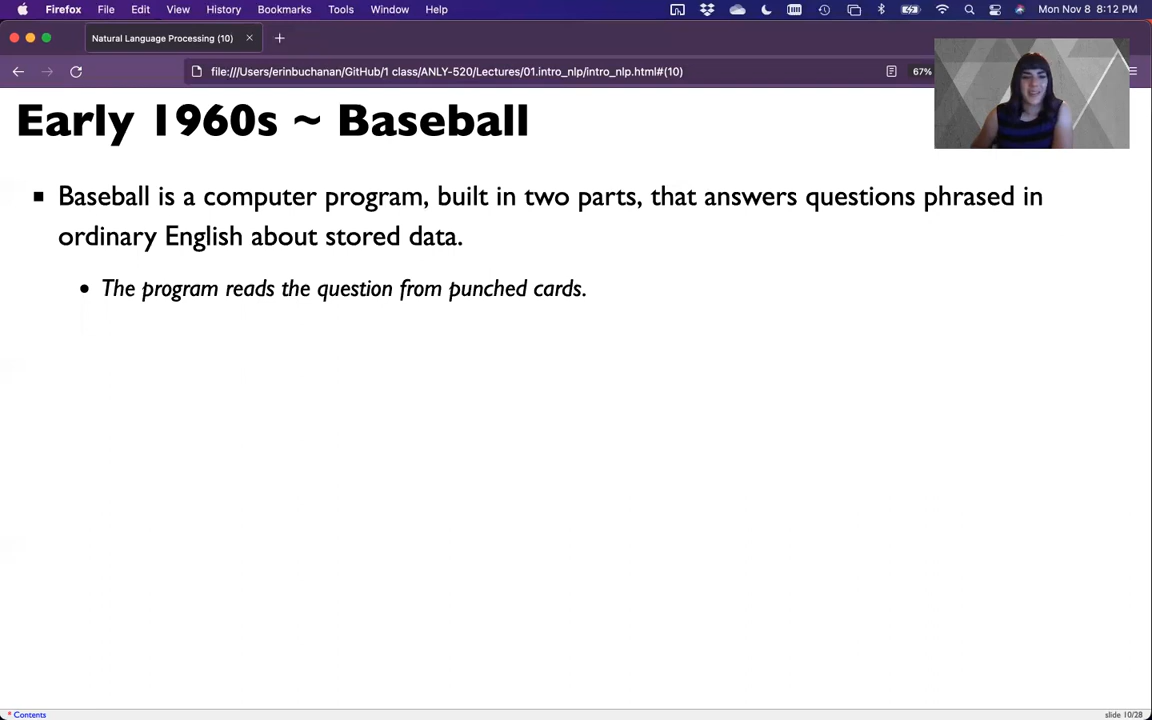 Firefox File Edit View History Bookmarks Tools Window Help Mon Nov 8 8:12 PM
Natural Language Processing (10)
file:///Users/erinbuchanan/GitHub/1 class/ANLY-520/Lectures/01.intro_nlp/intro_nlp.html#(10) 67%
Early 1960s ~ Baseball
Baseball is a computer program, built in two parts, that answers questions phrased in
ordinary English about stored data.
The program reads the question from punched cards.
* Contents slide 10/28